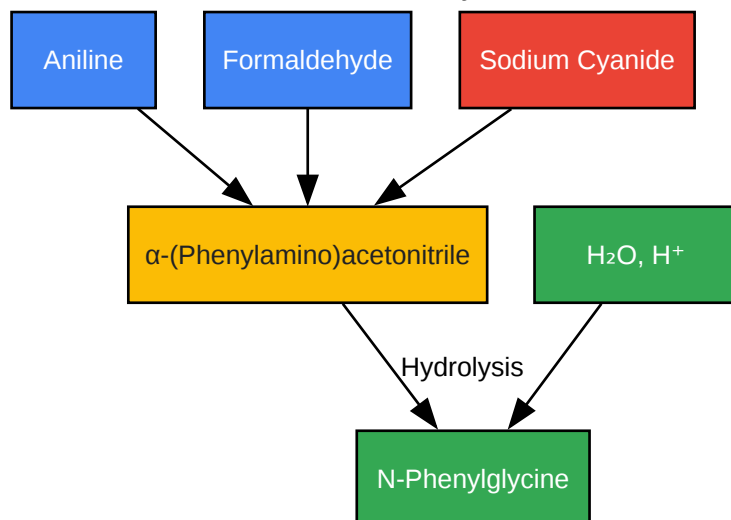 Aniline
Formaldehyde
Sodium Cyanide
α-(Phenylamino)acetonitrile
H₂O, H⁺
Hydrolysis
N-Phenylglycine